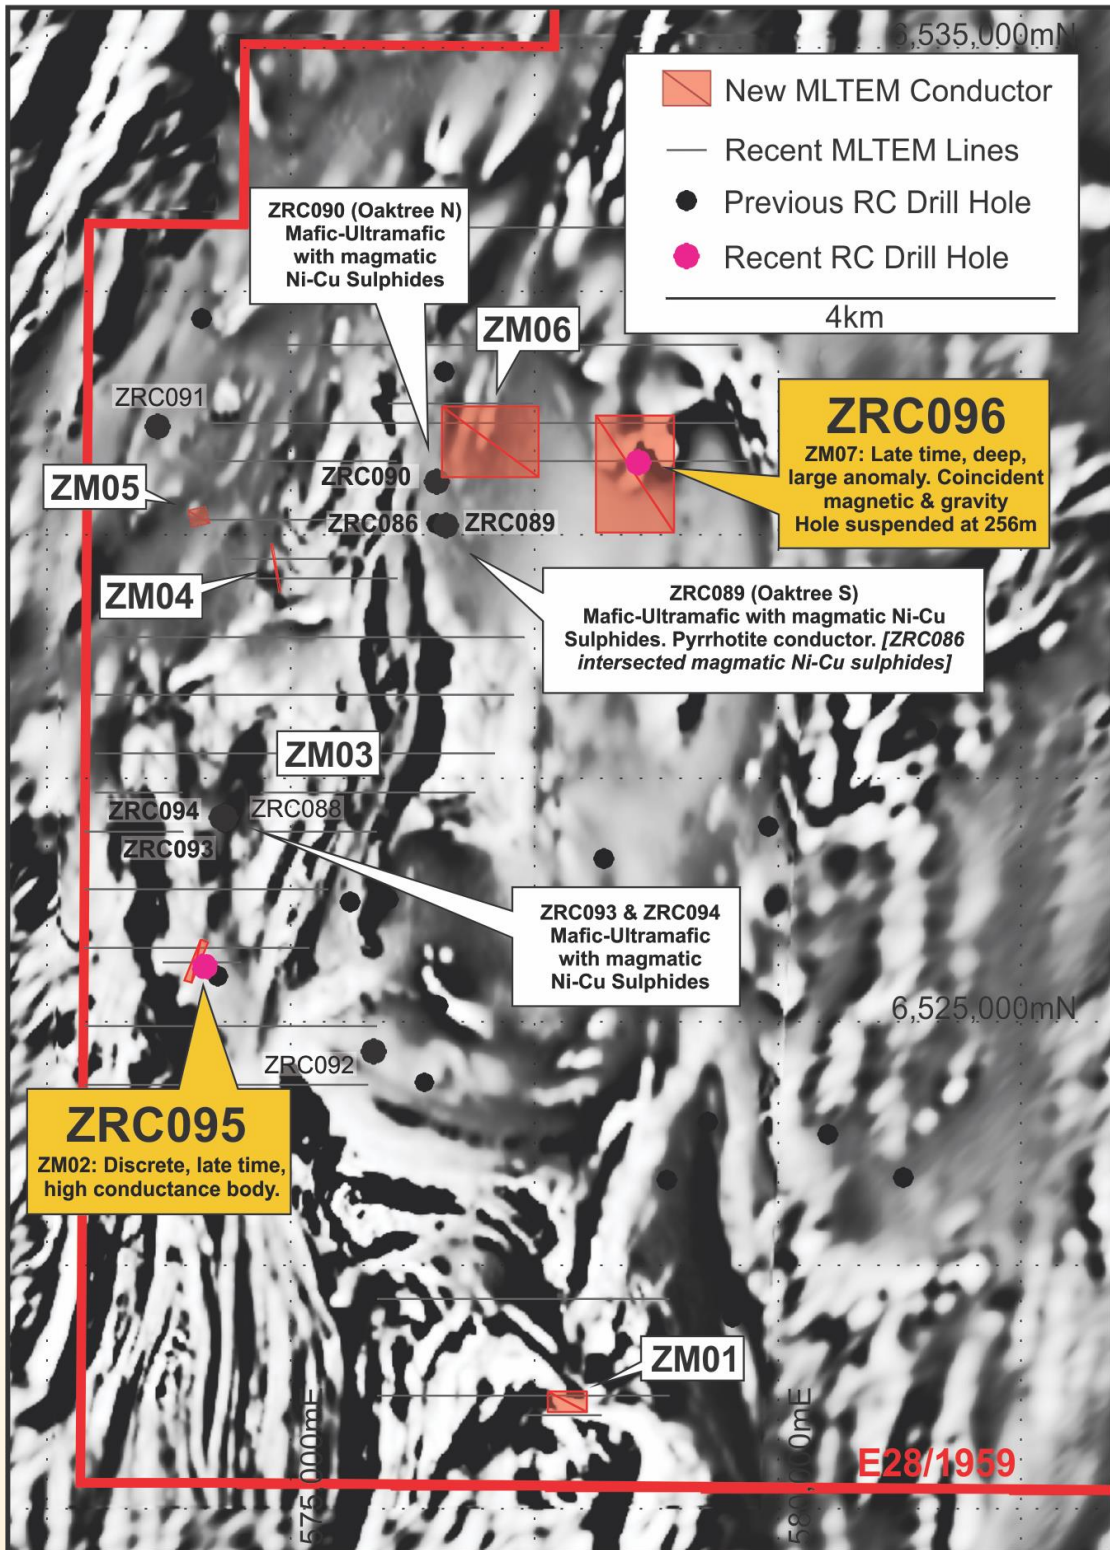 6,535,000mN
New MLTEM Conductor
Recent MLTEM Lines
Previous RC Drill Hole
Recent RC Drill Hole
4km
ZRC090 (Oaktree N)
Mafic-Ultramafic
with magmatic
Ni-Cu Sulphides
ZM06
ZRC091
ZRC096
ZM07: Late time, deep,
large anomaly. Coincident
magnetic & gravity
Hole suspended at 256m
ZRC090
ZM05
ZRC086
ZRC089
ZM04
ZRC089 (Oaktree S)
Mafic-Ultramafic with magmatic Ni-Cu
Sulphides. Pyrrhotite conductor. [ZRC086
intersected magmatic Ni-Cu sulphides]
ZM03
ZRC094
ZRC088
ZRC093
ZRC093 & ZRC094
Mafic-Ultramafic
with magmatic
Ni-Cu Sulphides
6,525,000mN
ZRC092
ZRC095
ZM02: Discrete, late time,
high conductance body.
ZM01
575,000mE
580,000mE
E28/1959